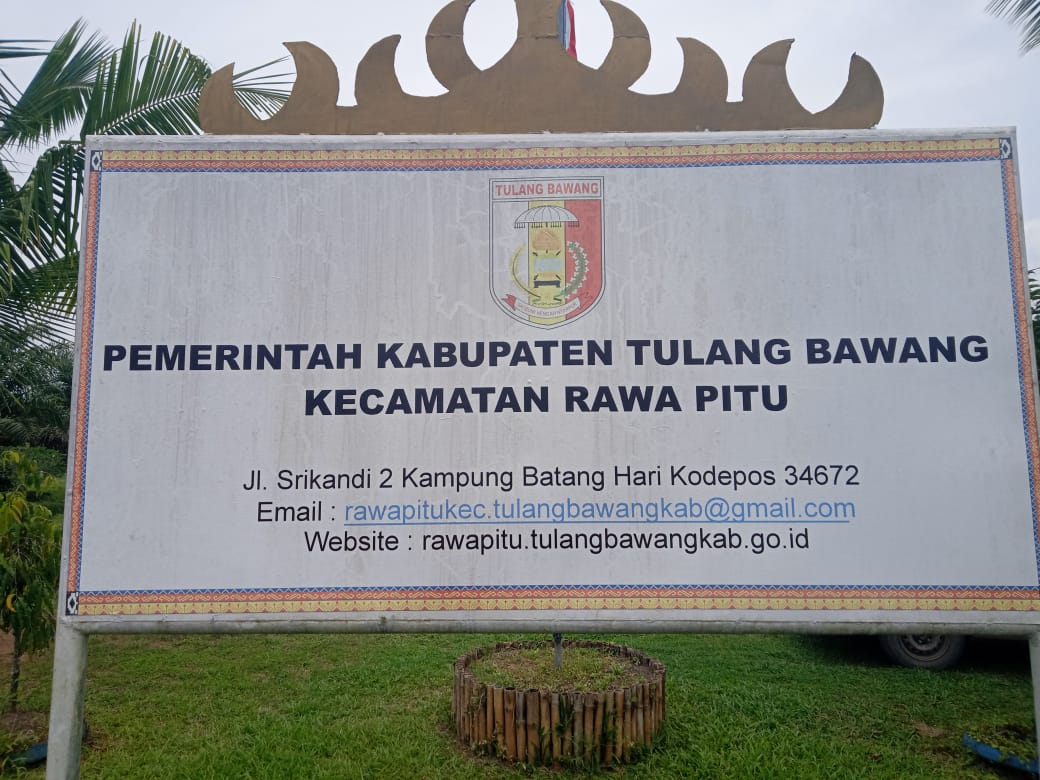 TULANG BAWANG
PEMERINTAH KABUPATEN TULANG BAWANG
KECAMATAN RAWA PITU
Jl. Srikandi 2 Kampung Batang Hari Kodepos 34672
Email : rawapitukec.tulangbawangkab@gmail.com
Website : rawapitu.tulangbawangkab.go.id